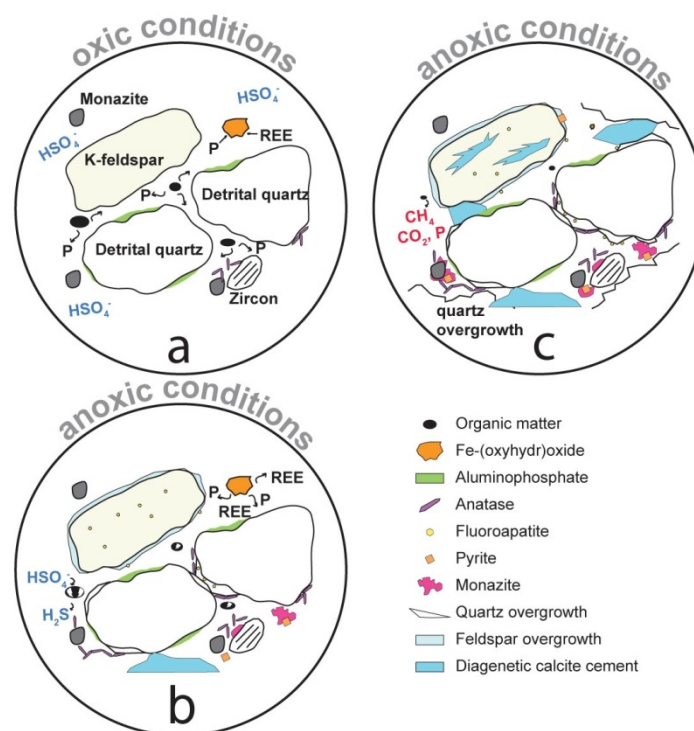 oxic conditions
Monazite
HSO₄⁻
HSO₄⁻
P
REE
K-fespar
P
Detrital quartz
P
P
Detrital quartz
Zircon
HSO₄⁻
a
anoxic conditions
CH₄
CO₂, P
quartz
overgrowth
c
anoxic conditions
REE
P
P
REE
HSO₄⁻
H₂S
b
Organic matter
Fe-(oxyhydr)oxide
Aluminophosphate
Anatase
Fluoroapatite
Pyrite
Monazite
Quartz overgrowth
Feldspar overgrowth
Diagenetic calcite cement